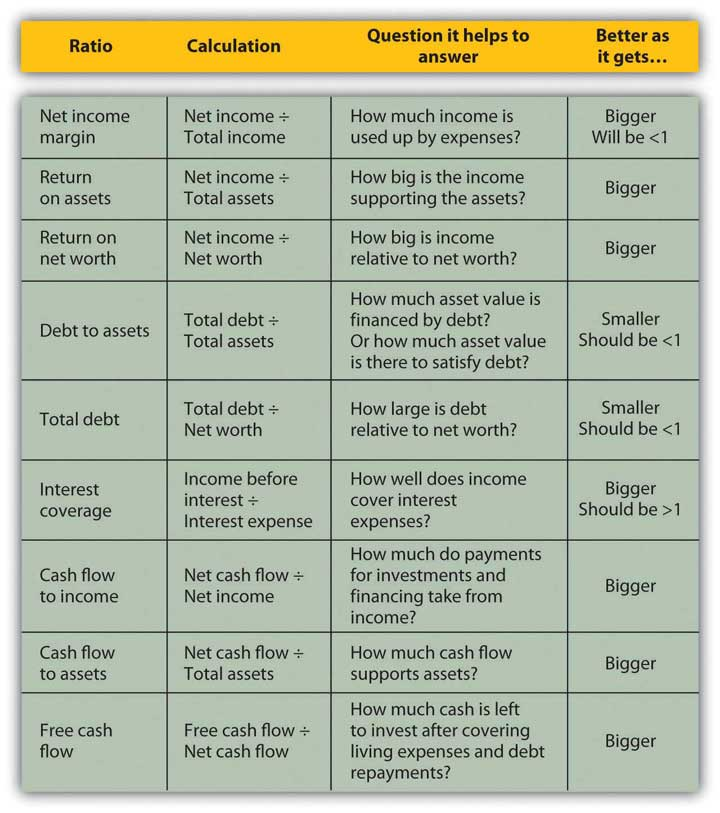 Ratio
Calculation
Question it helps to
answer
Better as
it gets…
Net income
margin
Net income ÷
Total income
How much income is
used up by expenses?
Bigger
Will be <1
Return
on assets
Net income ÷
Total assets
How big is the income
supporting the assets?
Bigger
Return on
net worth
Net income ÷
Net worth
How big is income
relative to net worth?
Bigger
Debt to assets
Total debt ÷
Total assets
How much asset value is
financed by debt?
Or how much asset value
is there to satisfy debt?
Smaller
Should be <1
Total debt
Total debt ÷
Net worth
How large is debt
relative to net worth?
Smaller
Should be <1
Interest
coverage
Income before
interest ÷
Interest expense
How well does income
cover interest
expenses?
Bigger
Should be >1
Cash flow
to income
Net cash flow ÷
Net income
How much do payments
for investments and
financing take from
income?
Bigger
Cash flow
to assets
Net cash flow ÷
Total assets
How much cash flow
supports assets?
Bigger
Free cash
flow
Free cash flow ÷
Net cash flow
How much cash is left
to invest after covering
living expenses and debt
repayments?
Bigger